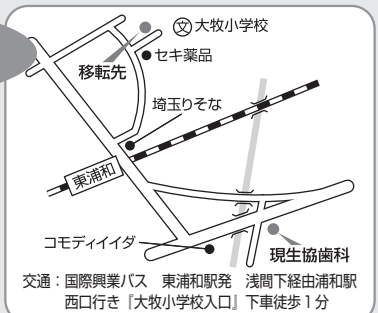 文 大牧小学校
セキ薬品
移転先
埼玉りそな
東浦和
コモディイイダ
現生協歯科
交通：国際興業バス　東浦和駅発　浅間下経由浦和駅
西口行き『大牧小学校入口』下車徒歩1分